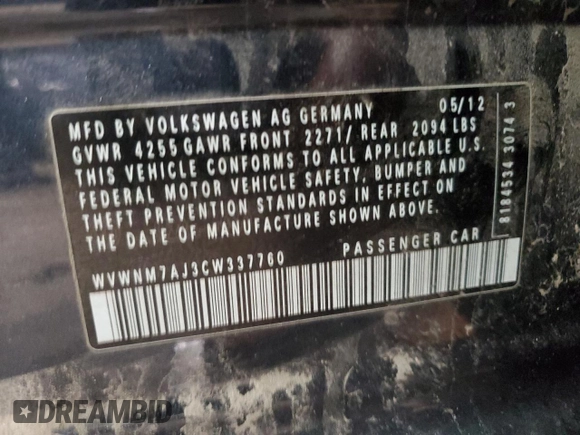 MFD BY VOLKSWAGEN AG GERMANY 05/12
GVWR 4255 GAWR FRONT 2271/ REAR 2094 LBS
THIS VEHICLE CONFORMS TO ALL APPLICABLE U.S.
FEDERAL MOTOR VEHICLE SAFETY, BUMPER AND
THEFT PREVENTION STANDARDS IN EFFECT ON
THE DATE OF MANUFACTURE SHOWN ABOVE.
WVWNM7AJ3CW337760 PASSENGER CAR
8184534 3074 3
DREAMBID